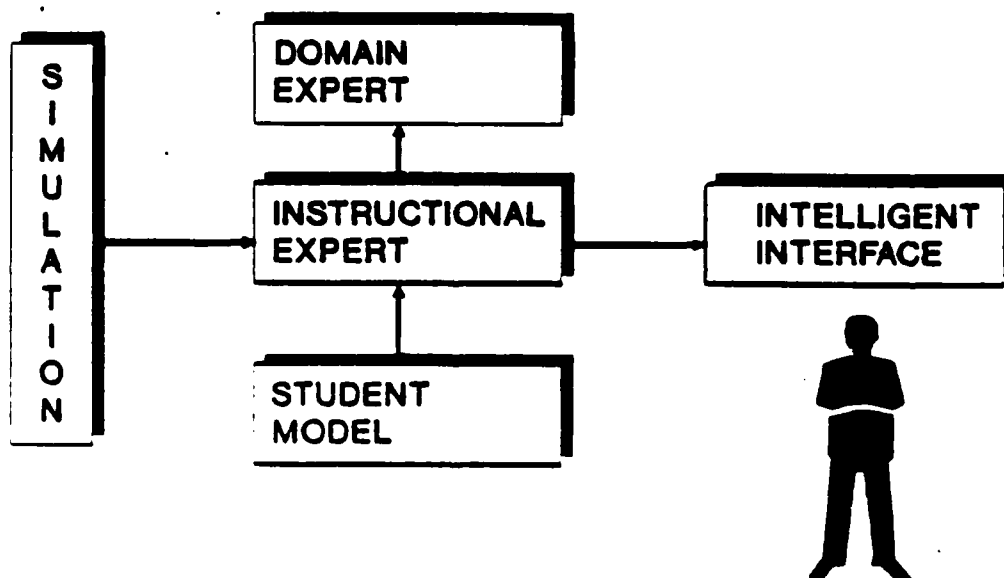 SIMULATION
DOMAIN
EXPERT
INSTRUCTIONAL
EXPERT
INTELLIGENT
INTERFACE
STUDENT
MODEL